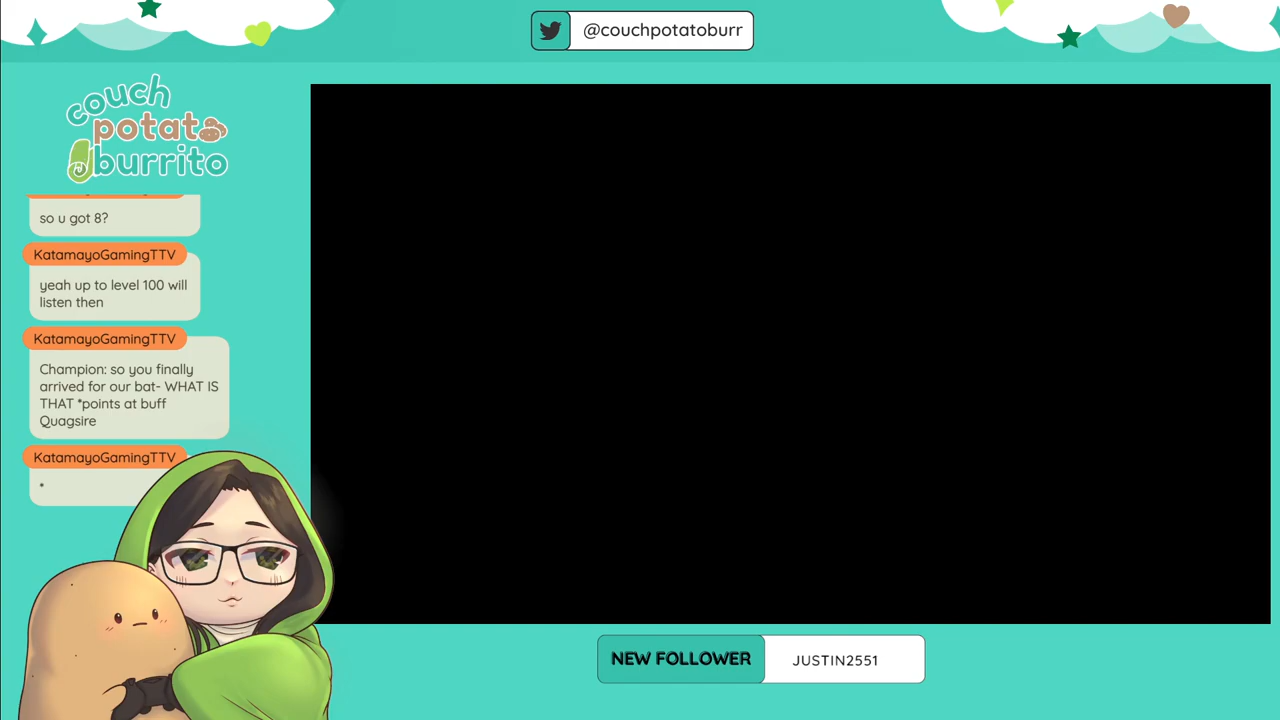 @couchpotatoburr
couch
potato
burrito
so u got 8?
KatamayoGamingTTV
yeah up to level 100 will
listen then
KatamayoGamingTTV
Champion: so you finally
arrived for our bat- WHAT IS
THAT *points at buff
Quagsire
KatamayoGamingTTV
*
NEW FOLLOWER
JUSTIN2551